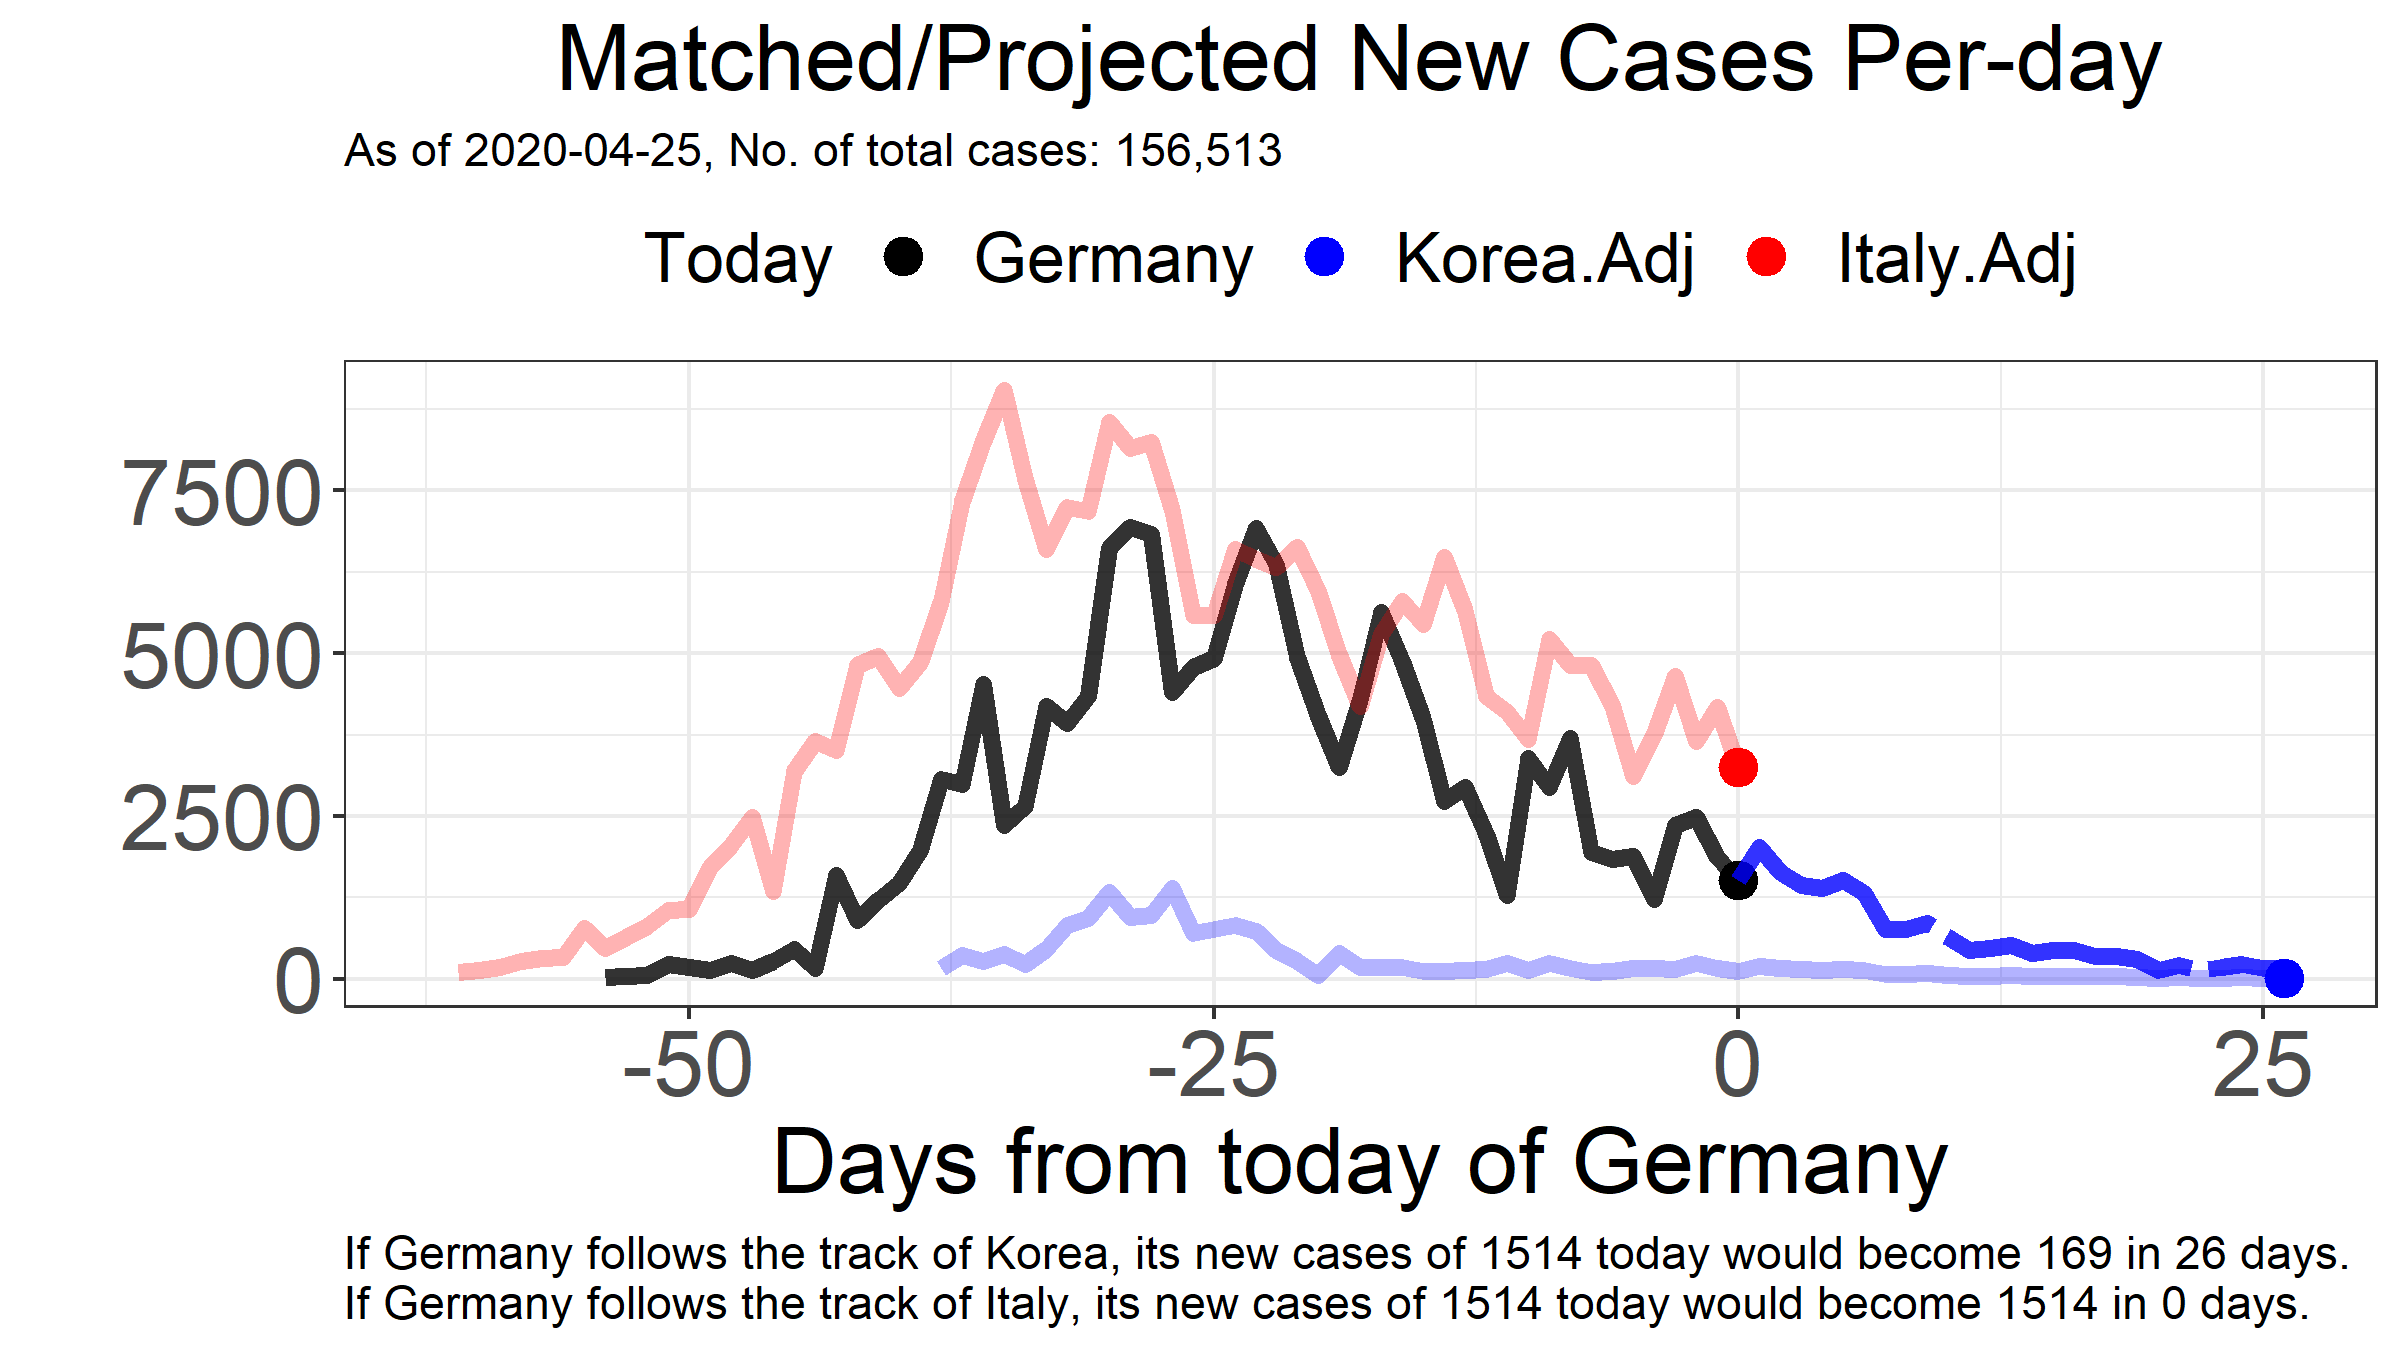 Matched/Projected New Cases Per-day
As of 2020-04-25, No. of total cases: 156,513
Today Germany Korea.Adj Italy.Adj
7500
5000
2500
0
-50 -25 0 25
Days from today of Germany
If Germany follows the track of Korea, its new cases of 1514 today would become 169 in 26 days.
If Germany follows the track of Italy, its new cases of 1514 today would become 1514 in 0 days.